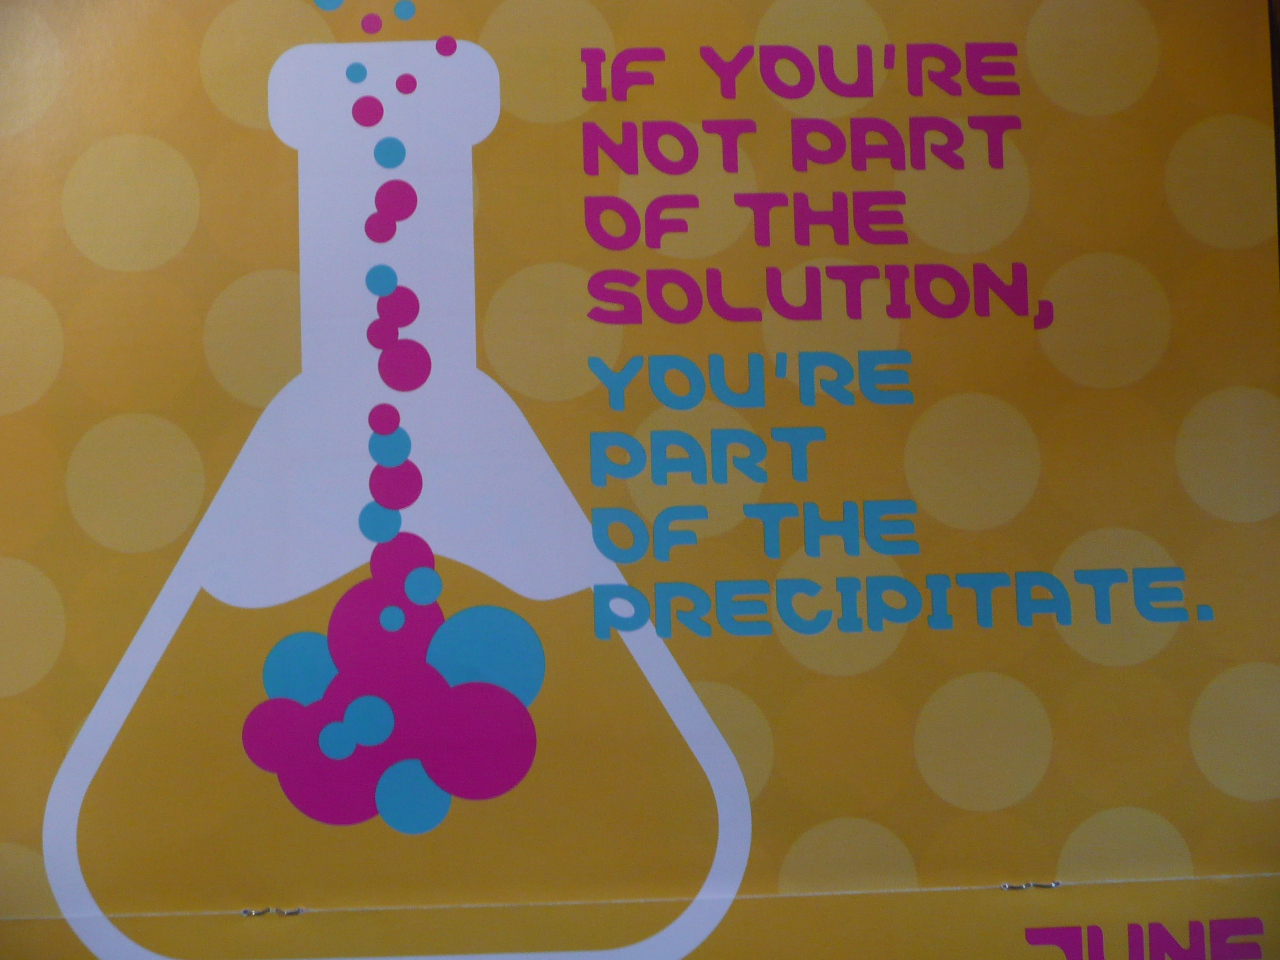 IF YOU'RE
NOT PART
OF THE
SOLUTION,
YOU'RE
PART
OF THE
PRECIPITATE.
JUNE